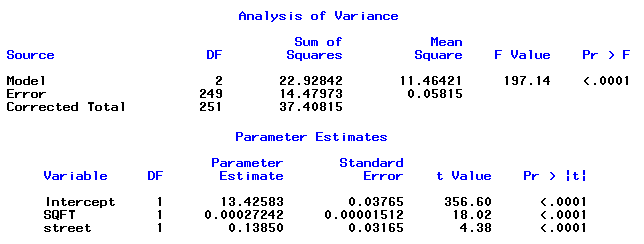 Analysis of Variance
Sum of Mean
Source DF Squares Square F Value Pr > F
Model 2 22.92842 11.46421 197.14 <.0001
Error 249 14.47973 0.05815
Corrected Total 251 37.40815
Parameter Estimates
Parameter Standard
Variable DF Estimate Error t Value Pr > |t|
Intercept 1 13.42583 0.03765 356.60 <.0001
SQFT 1 0.00027242 0.00001512 18.02 <.0001
street 1 0.13850 0.03165 4.38 <.0001